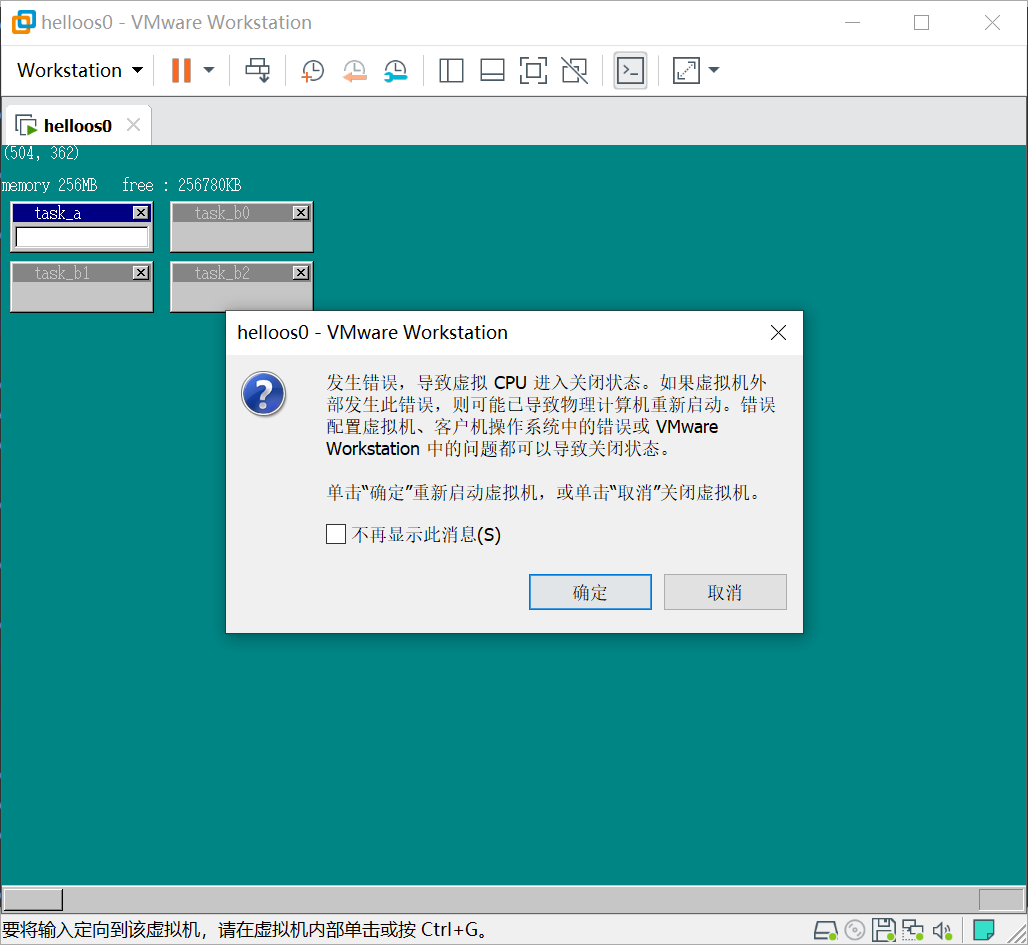 helloos0 - VMware Workstation
Workstation
helloos0
(504, 362)
memory 256MB   free : 256780KB
task_a
task_b0
task_b1
task_b2
helloos0 - VMware Workstation
发生错误，导致虚拟 CPU 进入关闭状态。如果虚拟机外
部发生此错误，则可能已导致物理计算机重新启动。错误
配置虚拟机、客户机操作系统中的错误或 VMware
Workstation 中的问题都可以导致关闭状态。
单击“确定”重新启动虚拟机，或单击“取消”关闭虚拟机。
不再显示此消息(S)
确定
取消
要将输入定向到该虚拟机，请在虚拟机内部单击或按 Ctrl+G。